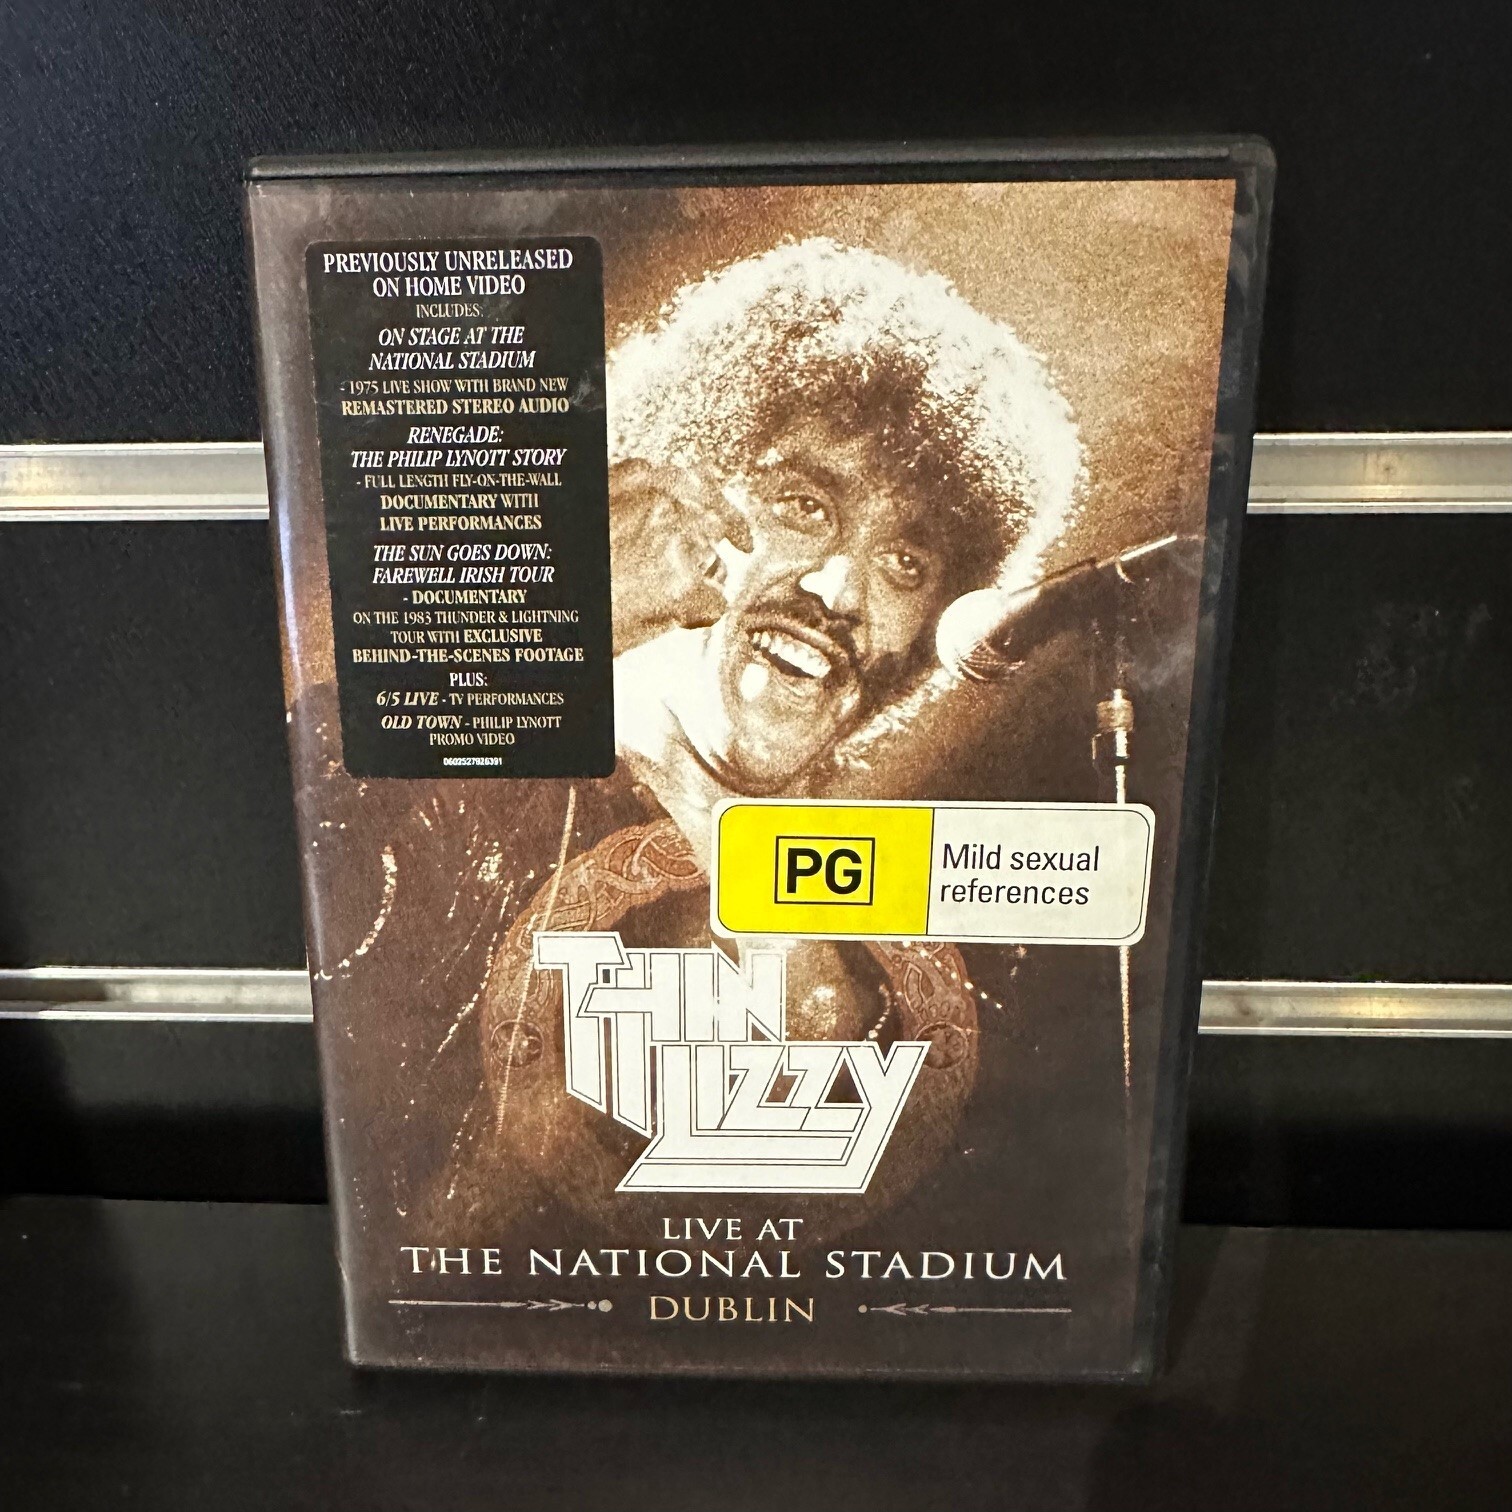 PREVIOUSLY UNRELEASED
ON HOME VIDEO
INCLUDES:
ON STAGE AT THE
NATIONAL STADIUM
- 1975 LIVE SHOW WITH BRAND NEW
REMASTERED STEREO AUDIO
RENEGADE:
THE PHILIP LYNOTT STORY
- FULL LENGTH FLY-ON-THE-WALL
DOCUMENTARY WITH
LIVE PERFORMANCES
THE SUN GOES DOWN:
FAREWELL IRISH TOUR
- DOCUMENTARY
ON THE 1983 THUNDER & LIGHTNING
TOUR WITH EXCLUSIVE
BEHIND-THE-SCENES FOOTAGE
PLUS:
6/5 LIVE - TV PERFORMANCES
OLD TOWN - PHILIP LYNOTT
PROMO VIDEO
0602527926391
PG
Mild sexual
references
THIN
LIZZY
LIVE AT
THE NATIONAL STADIUM
DUBLIN